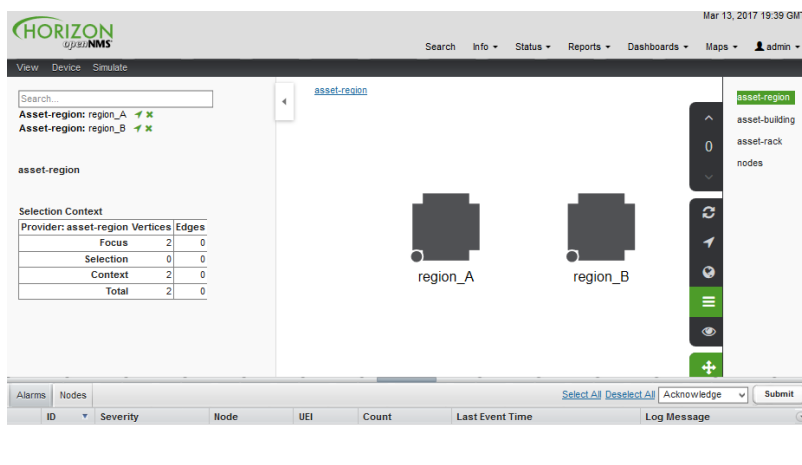 Mar 13, 2017 19:39 GMT
HORIZON
openNMS
Search Info Status Reports Dashboards Maps admin
View Device Simulate
Search...
Asset-region: region_A
Asset-region: region_B
asset-region
Selection Context
Provider: asset-region Vertices Edges
Focus 2 0
Selection 0 0
Context 2 0
Total 2 0
asset-region
region_A region_B
0
asset-region
asset-building
asset-rack
nodes
Alarms Nodes Select All Deselect All Acknowledge Submit
ID Severity Node UEI Count Last Event Time Log Message